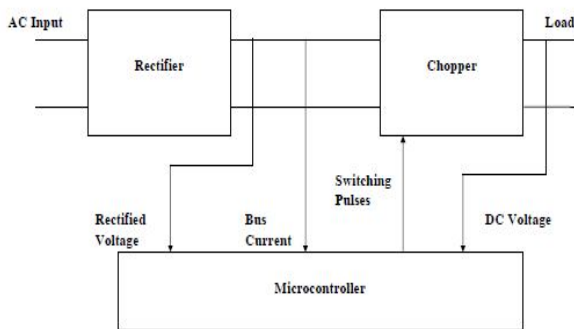 AC Input
Load
Rectifier
Chopper
Switching
Pulses
Rectified
Voltage
Bus
Current
DC Voltage
Microcontroller